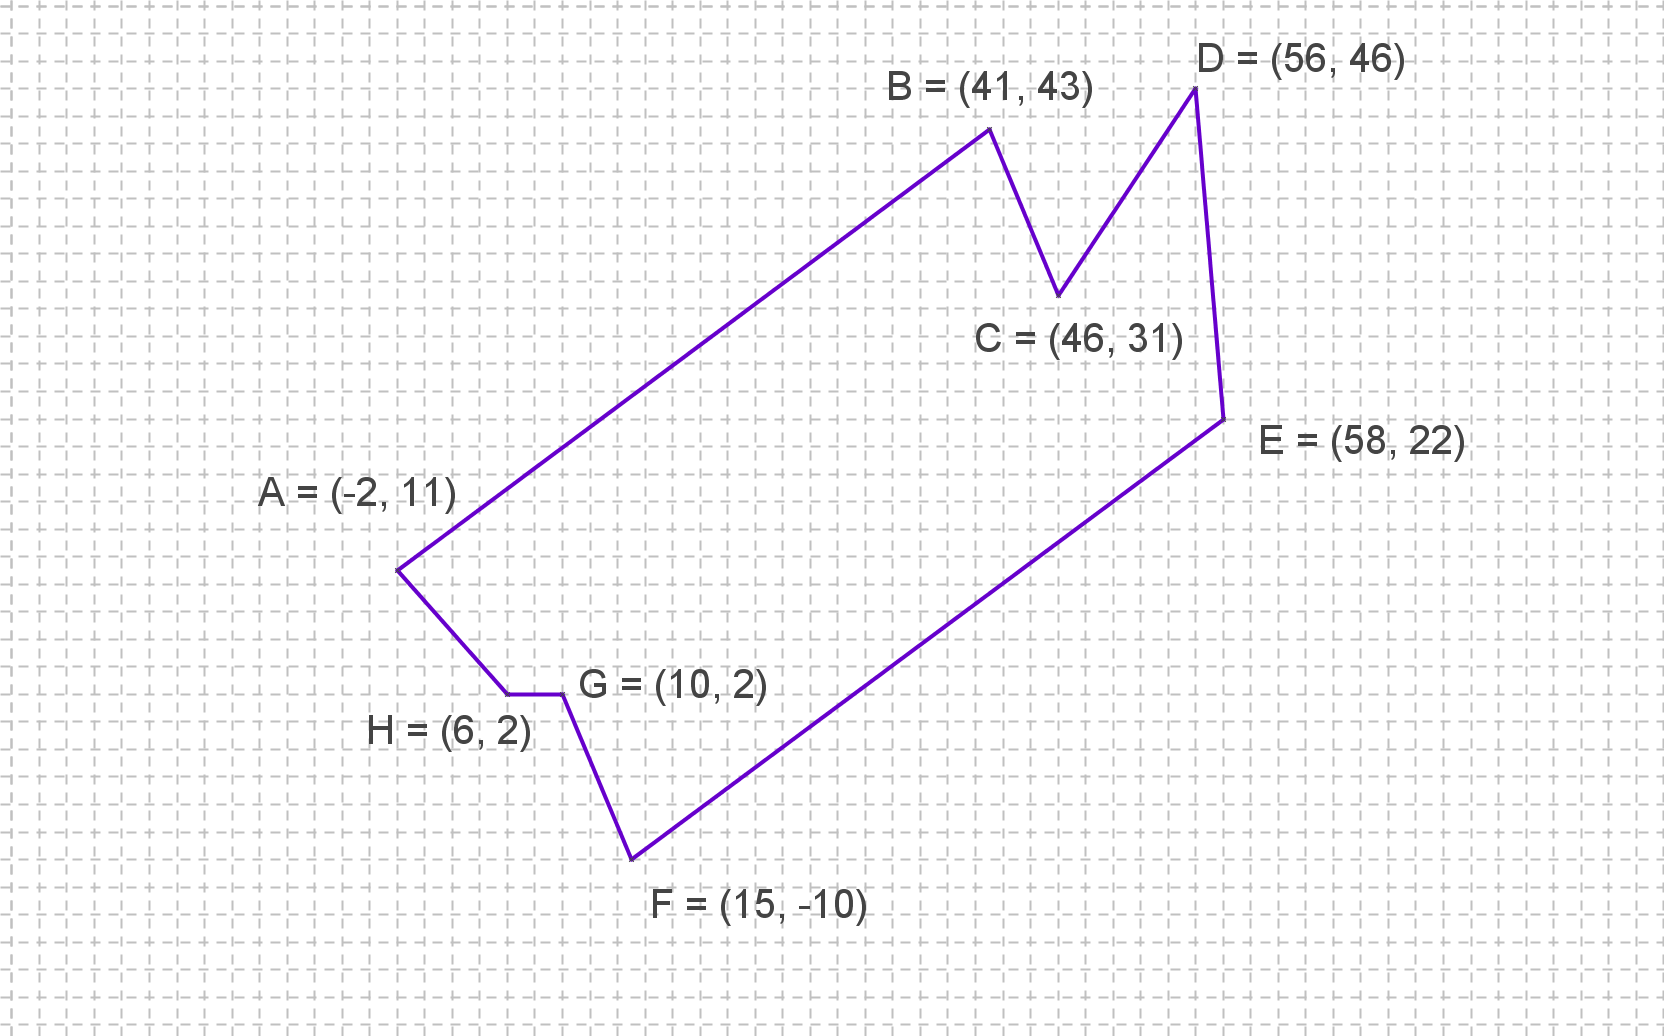 D = (56, 46)
B = (41, 43)
C = (46, 31)
E = (58, 22)
A = (-2, 11)
G = (10, 2)
H = (6, 2)
F = (15, -10)